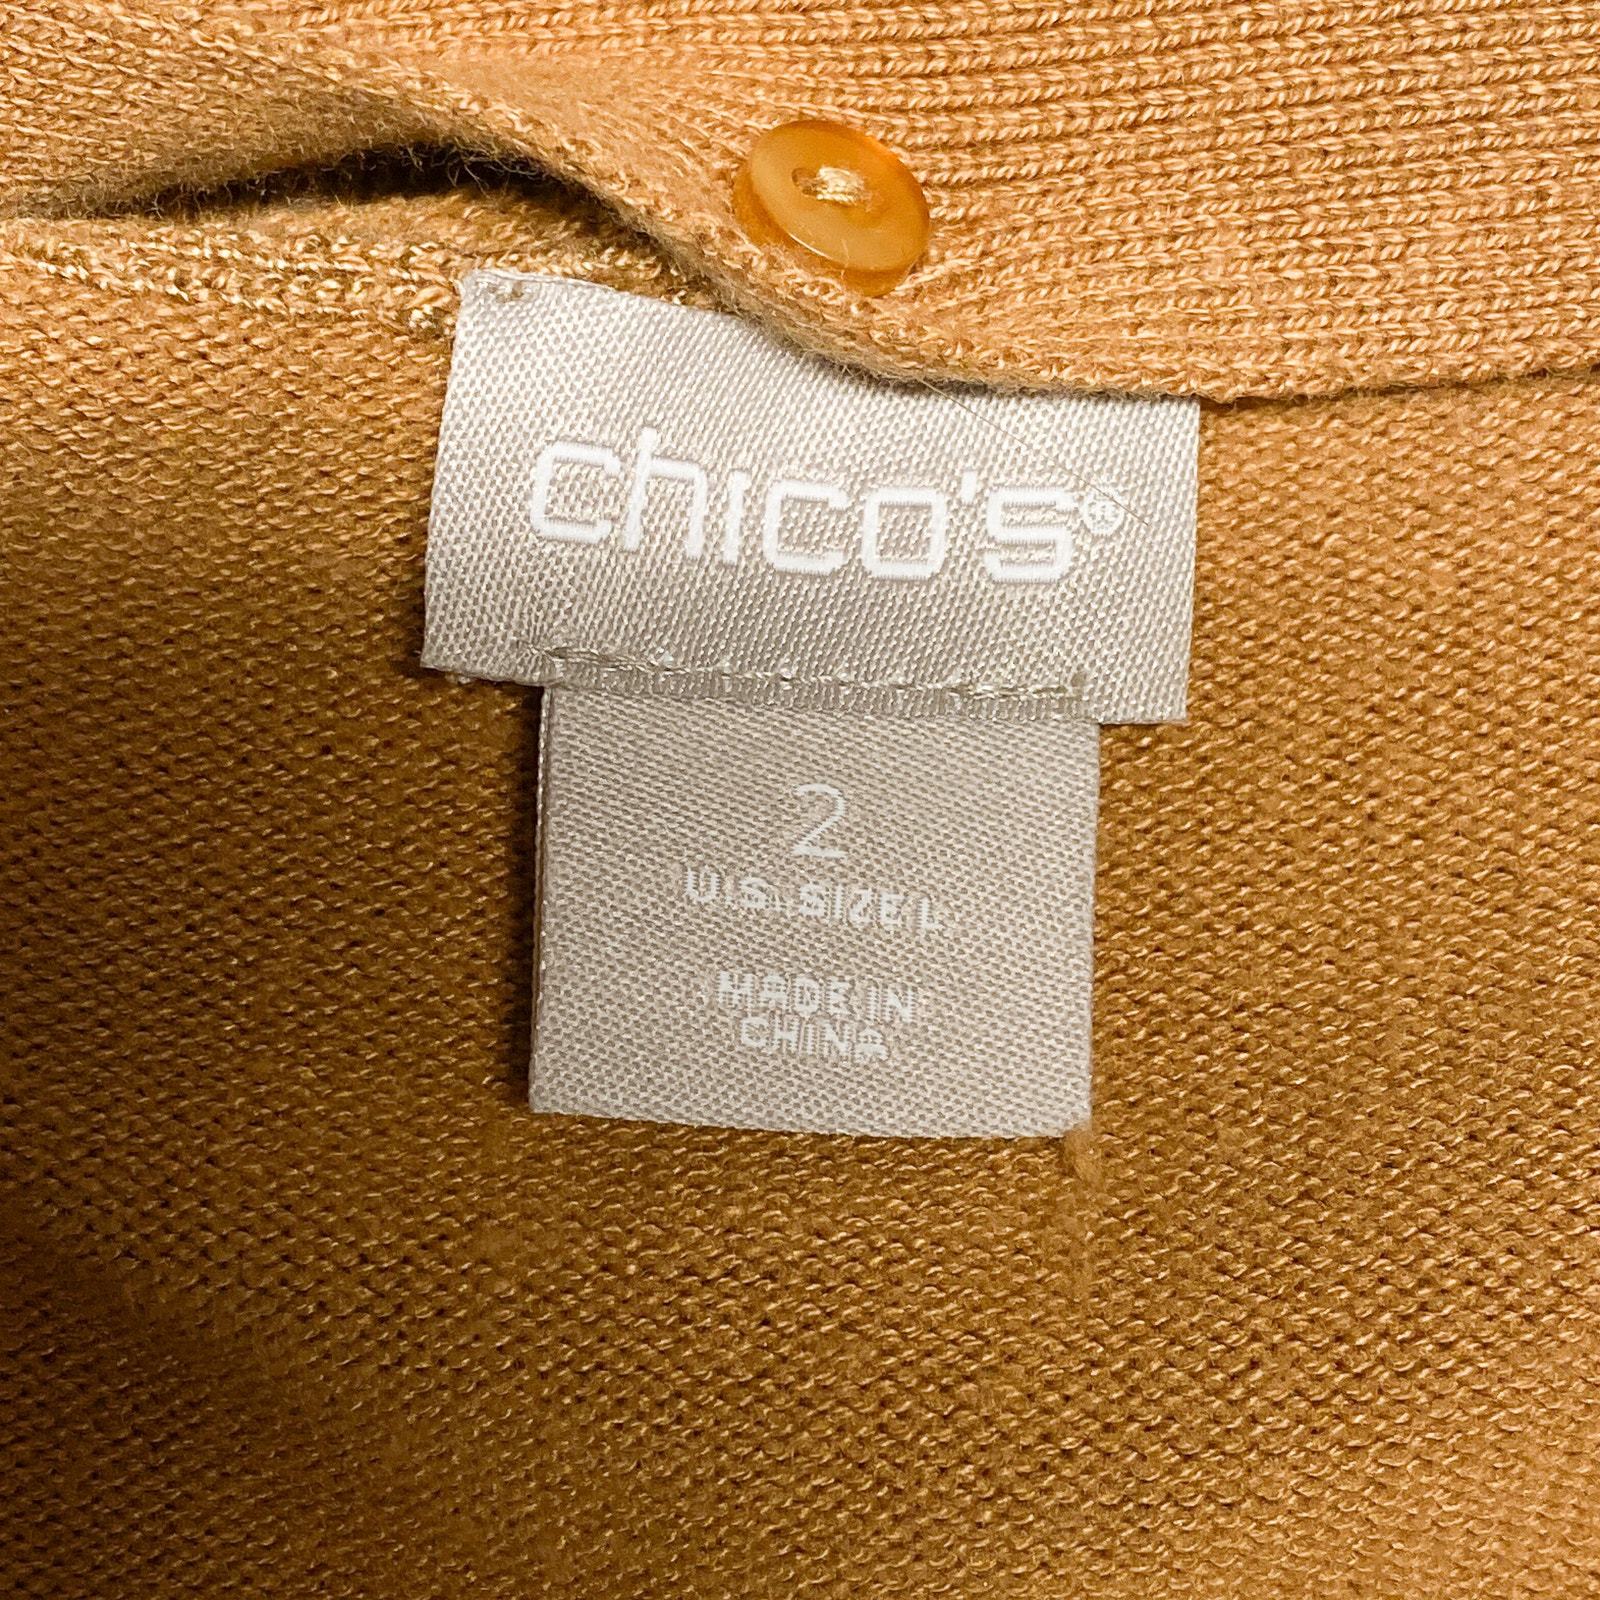 chico's®
2
U.S. SIZE L
MADE IN
CHINA